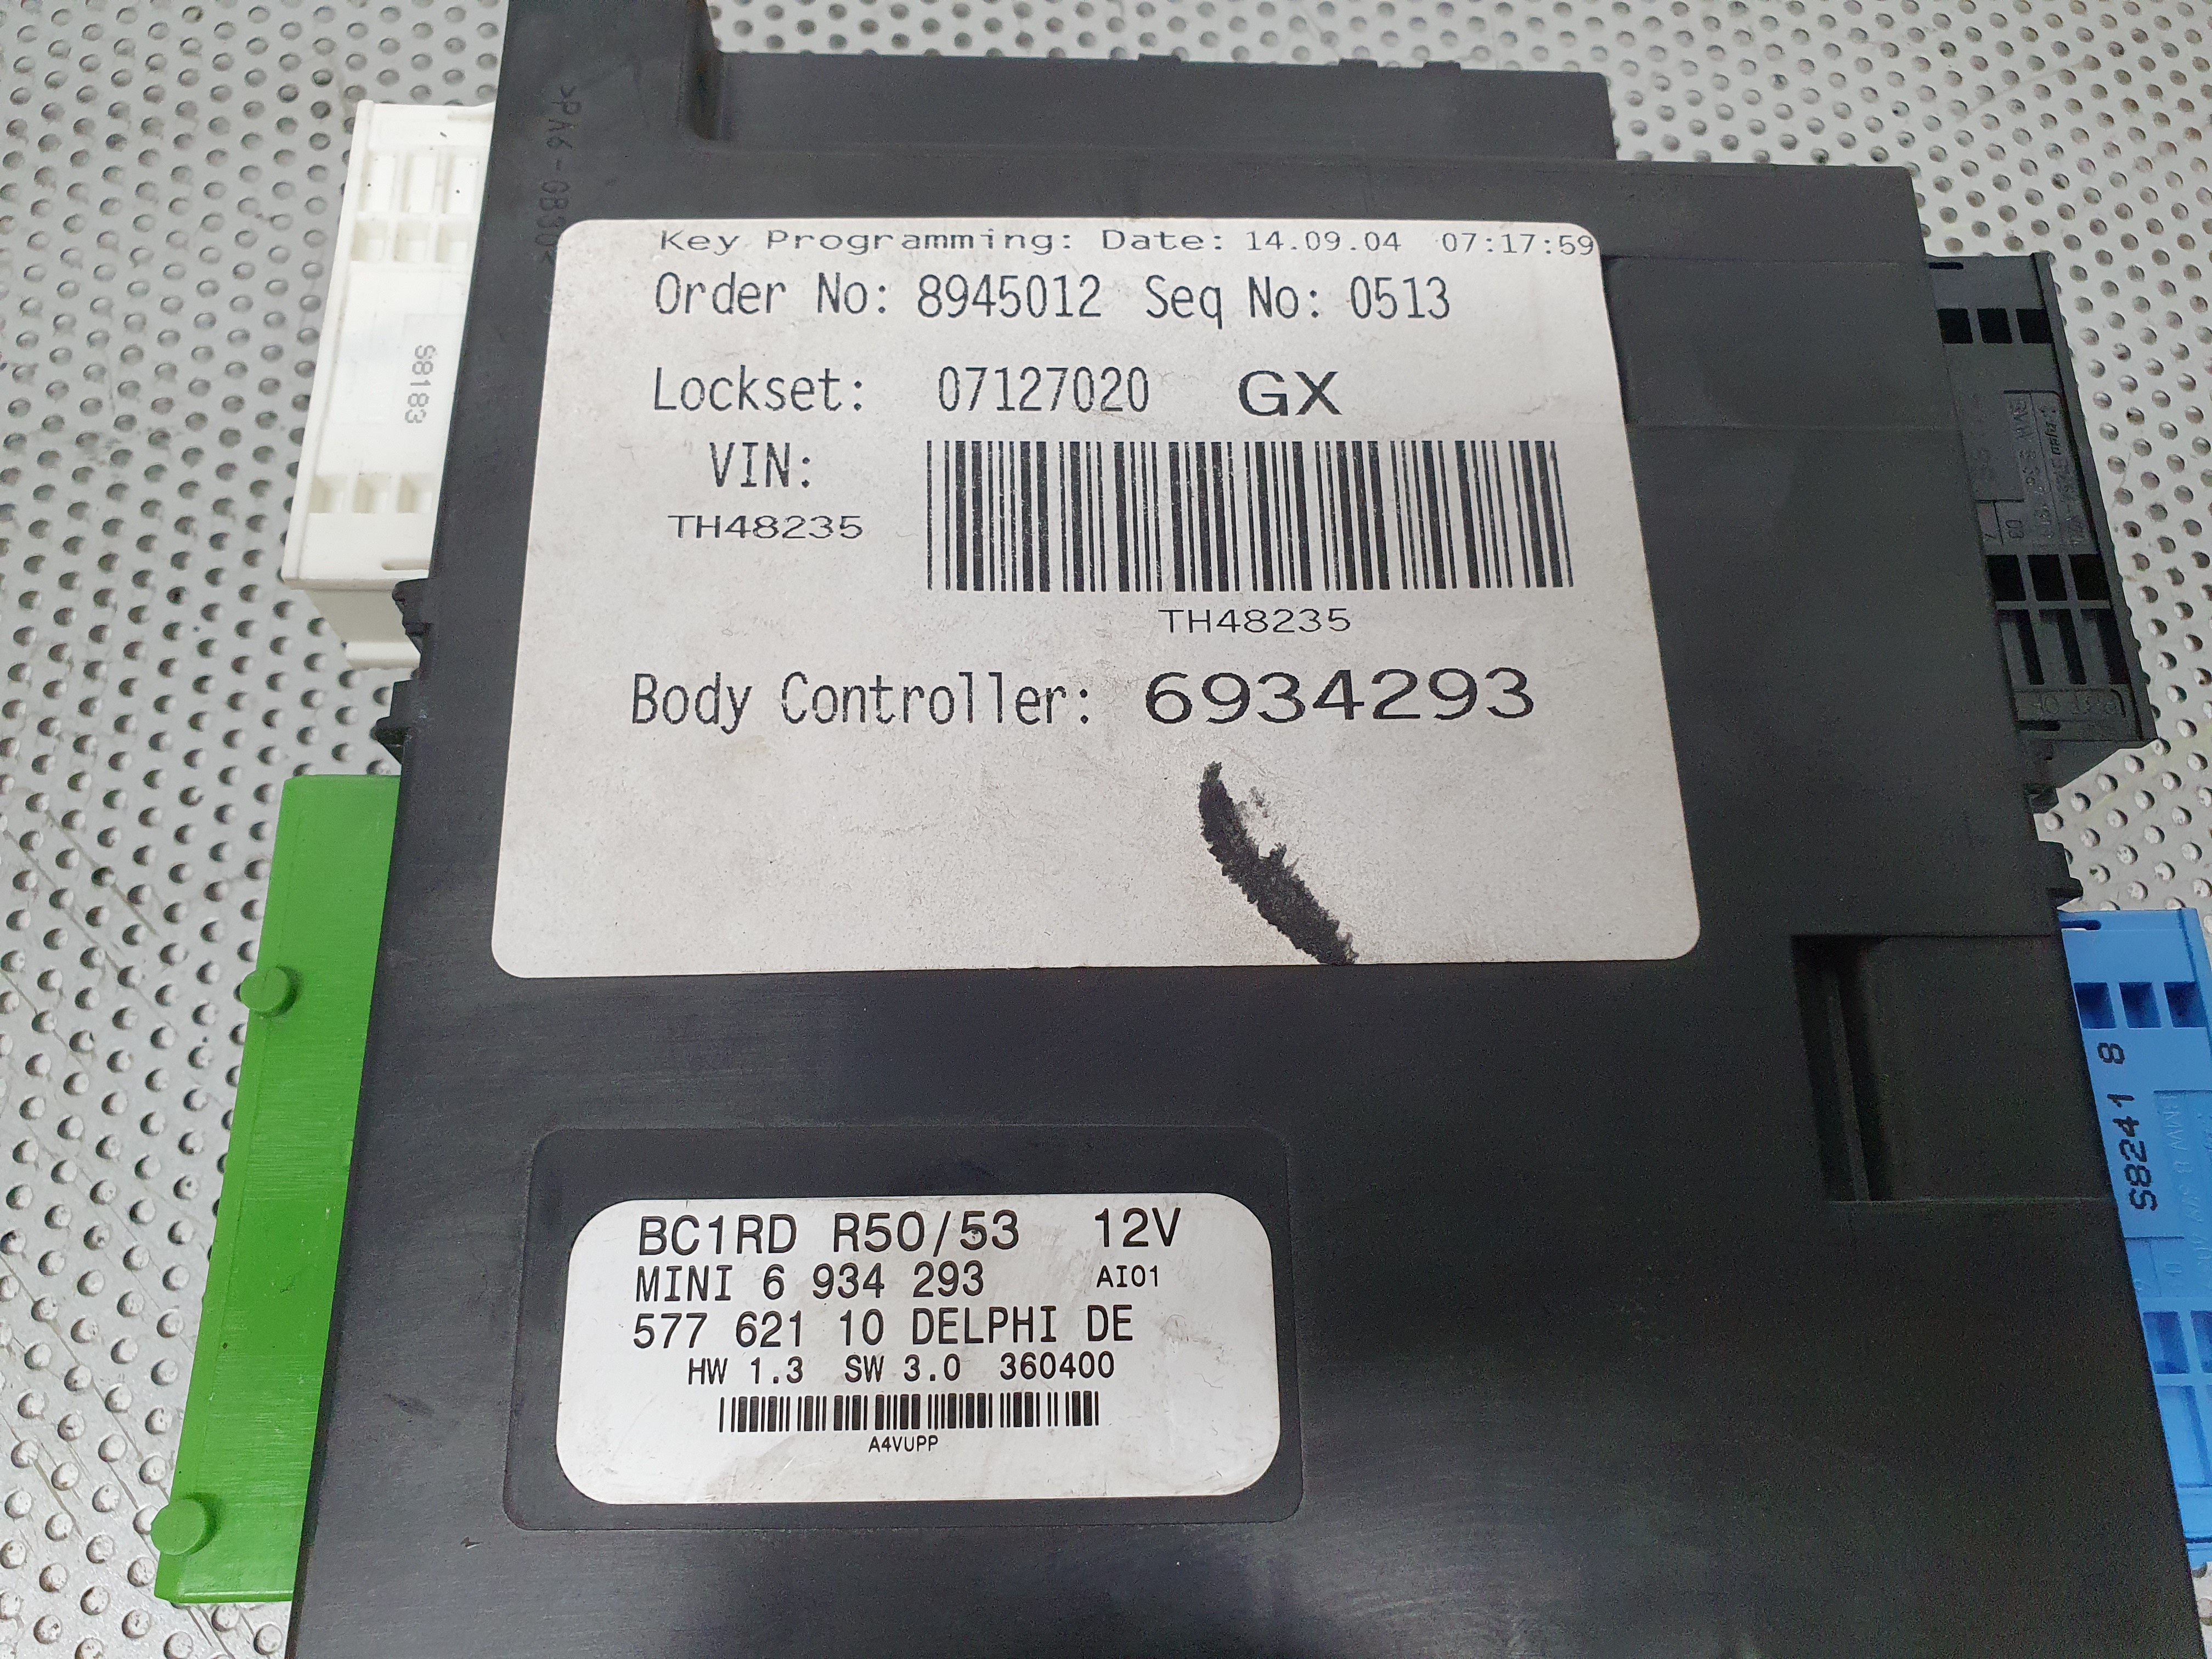 >PA6-GB30<
Key Programming: Date: 14.09.04 07:17:59
Order No: 8945012 Seq No: 0513
Lockset: 07127020 GX
VIN:
TH48235
TH48235
Body Controller: 6934293
S8183
S8241 8
BC1RD R50/53 12V
MINI 6 934 293 AI01
577 621 10 DELPHI DE
HW 1.3 SW 3.0 360400
A4VUPP